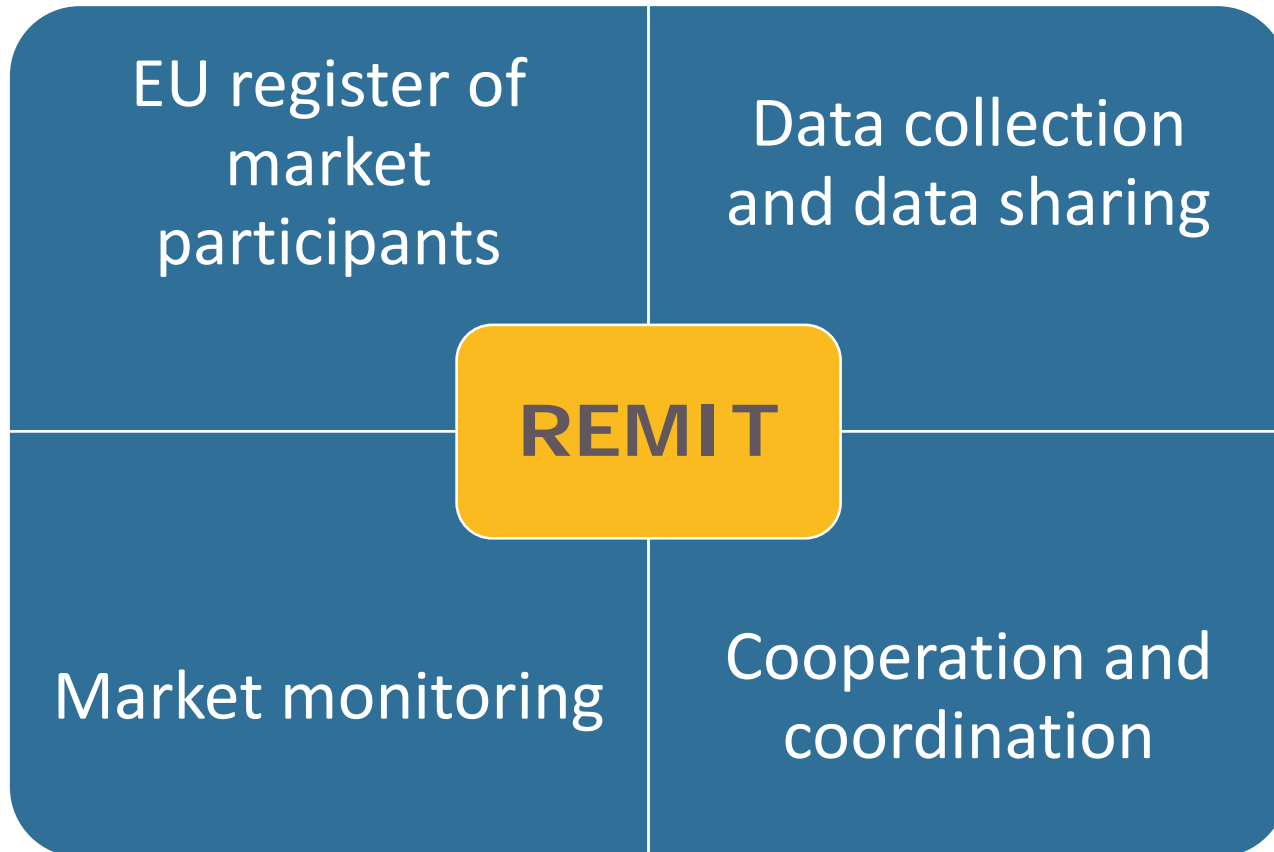 EU register of
market
participants
Data collection
and data sharing
REMIT
Market monitoring
Cooperation and
coordination